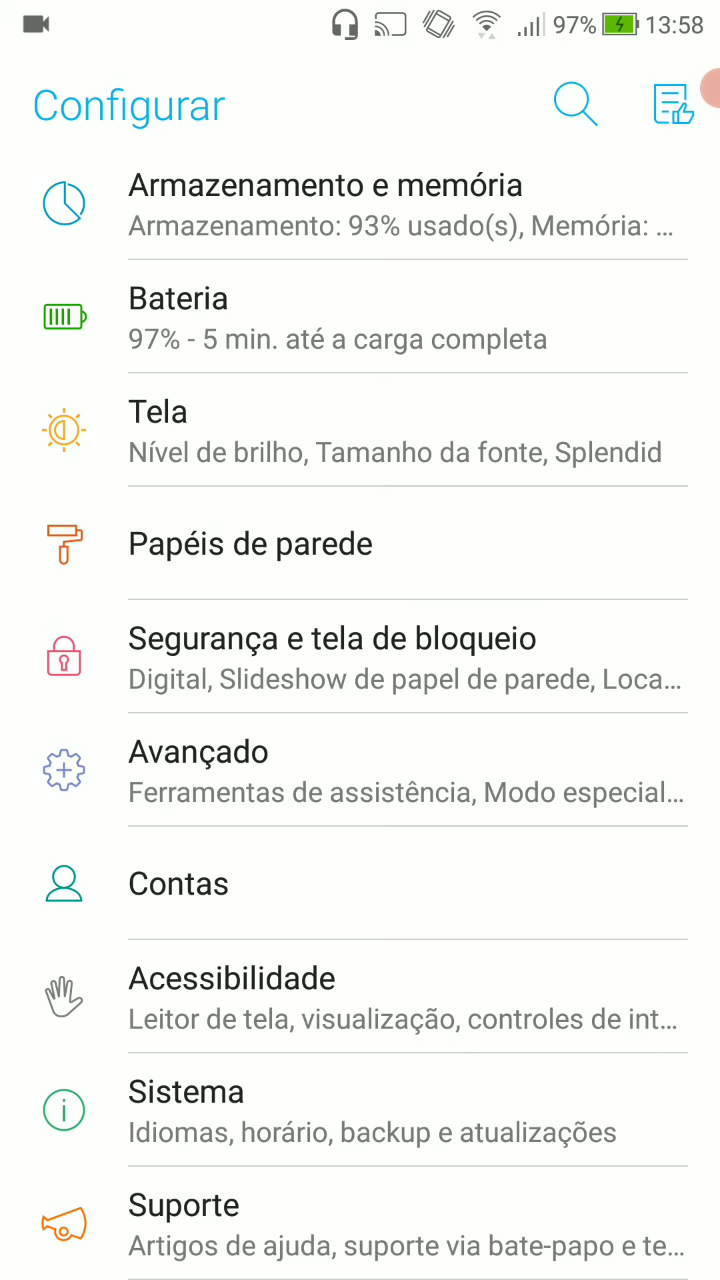 97% 13:58
Configurar
Armazenamento e memória
Armazenamento: 93% usado(s), Memória: ...
Bateria
97% - 5 min. até a carga completa
Tela
Nível de brilho, Tamanho da fonte, Splendid
Papéis de parede
Segurança e tela de bloqueio
Digital, Slideshow de papel de parede, Loca...
Avançado
Ferramentas de assistência, Modo especial...
Contas
Acessibilidade
Leitor de tela, visualização, controles de int...
Sistema
Idiomas, horário, backup e atualizações
Suporte
Artigos de ajuda, suporte via bate-papo e te...